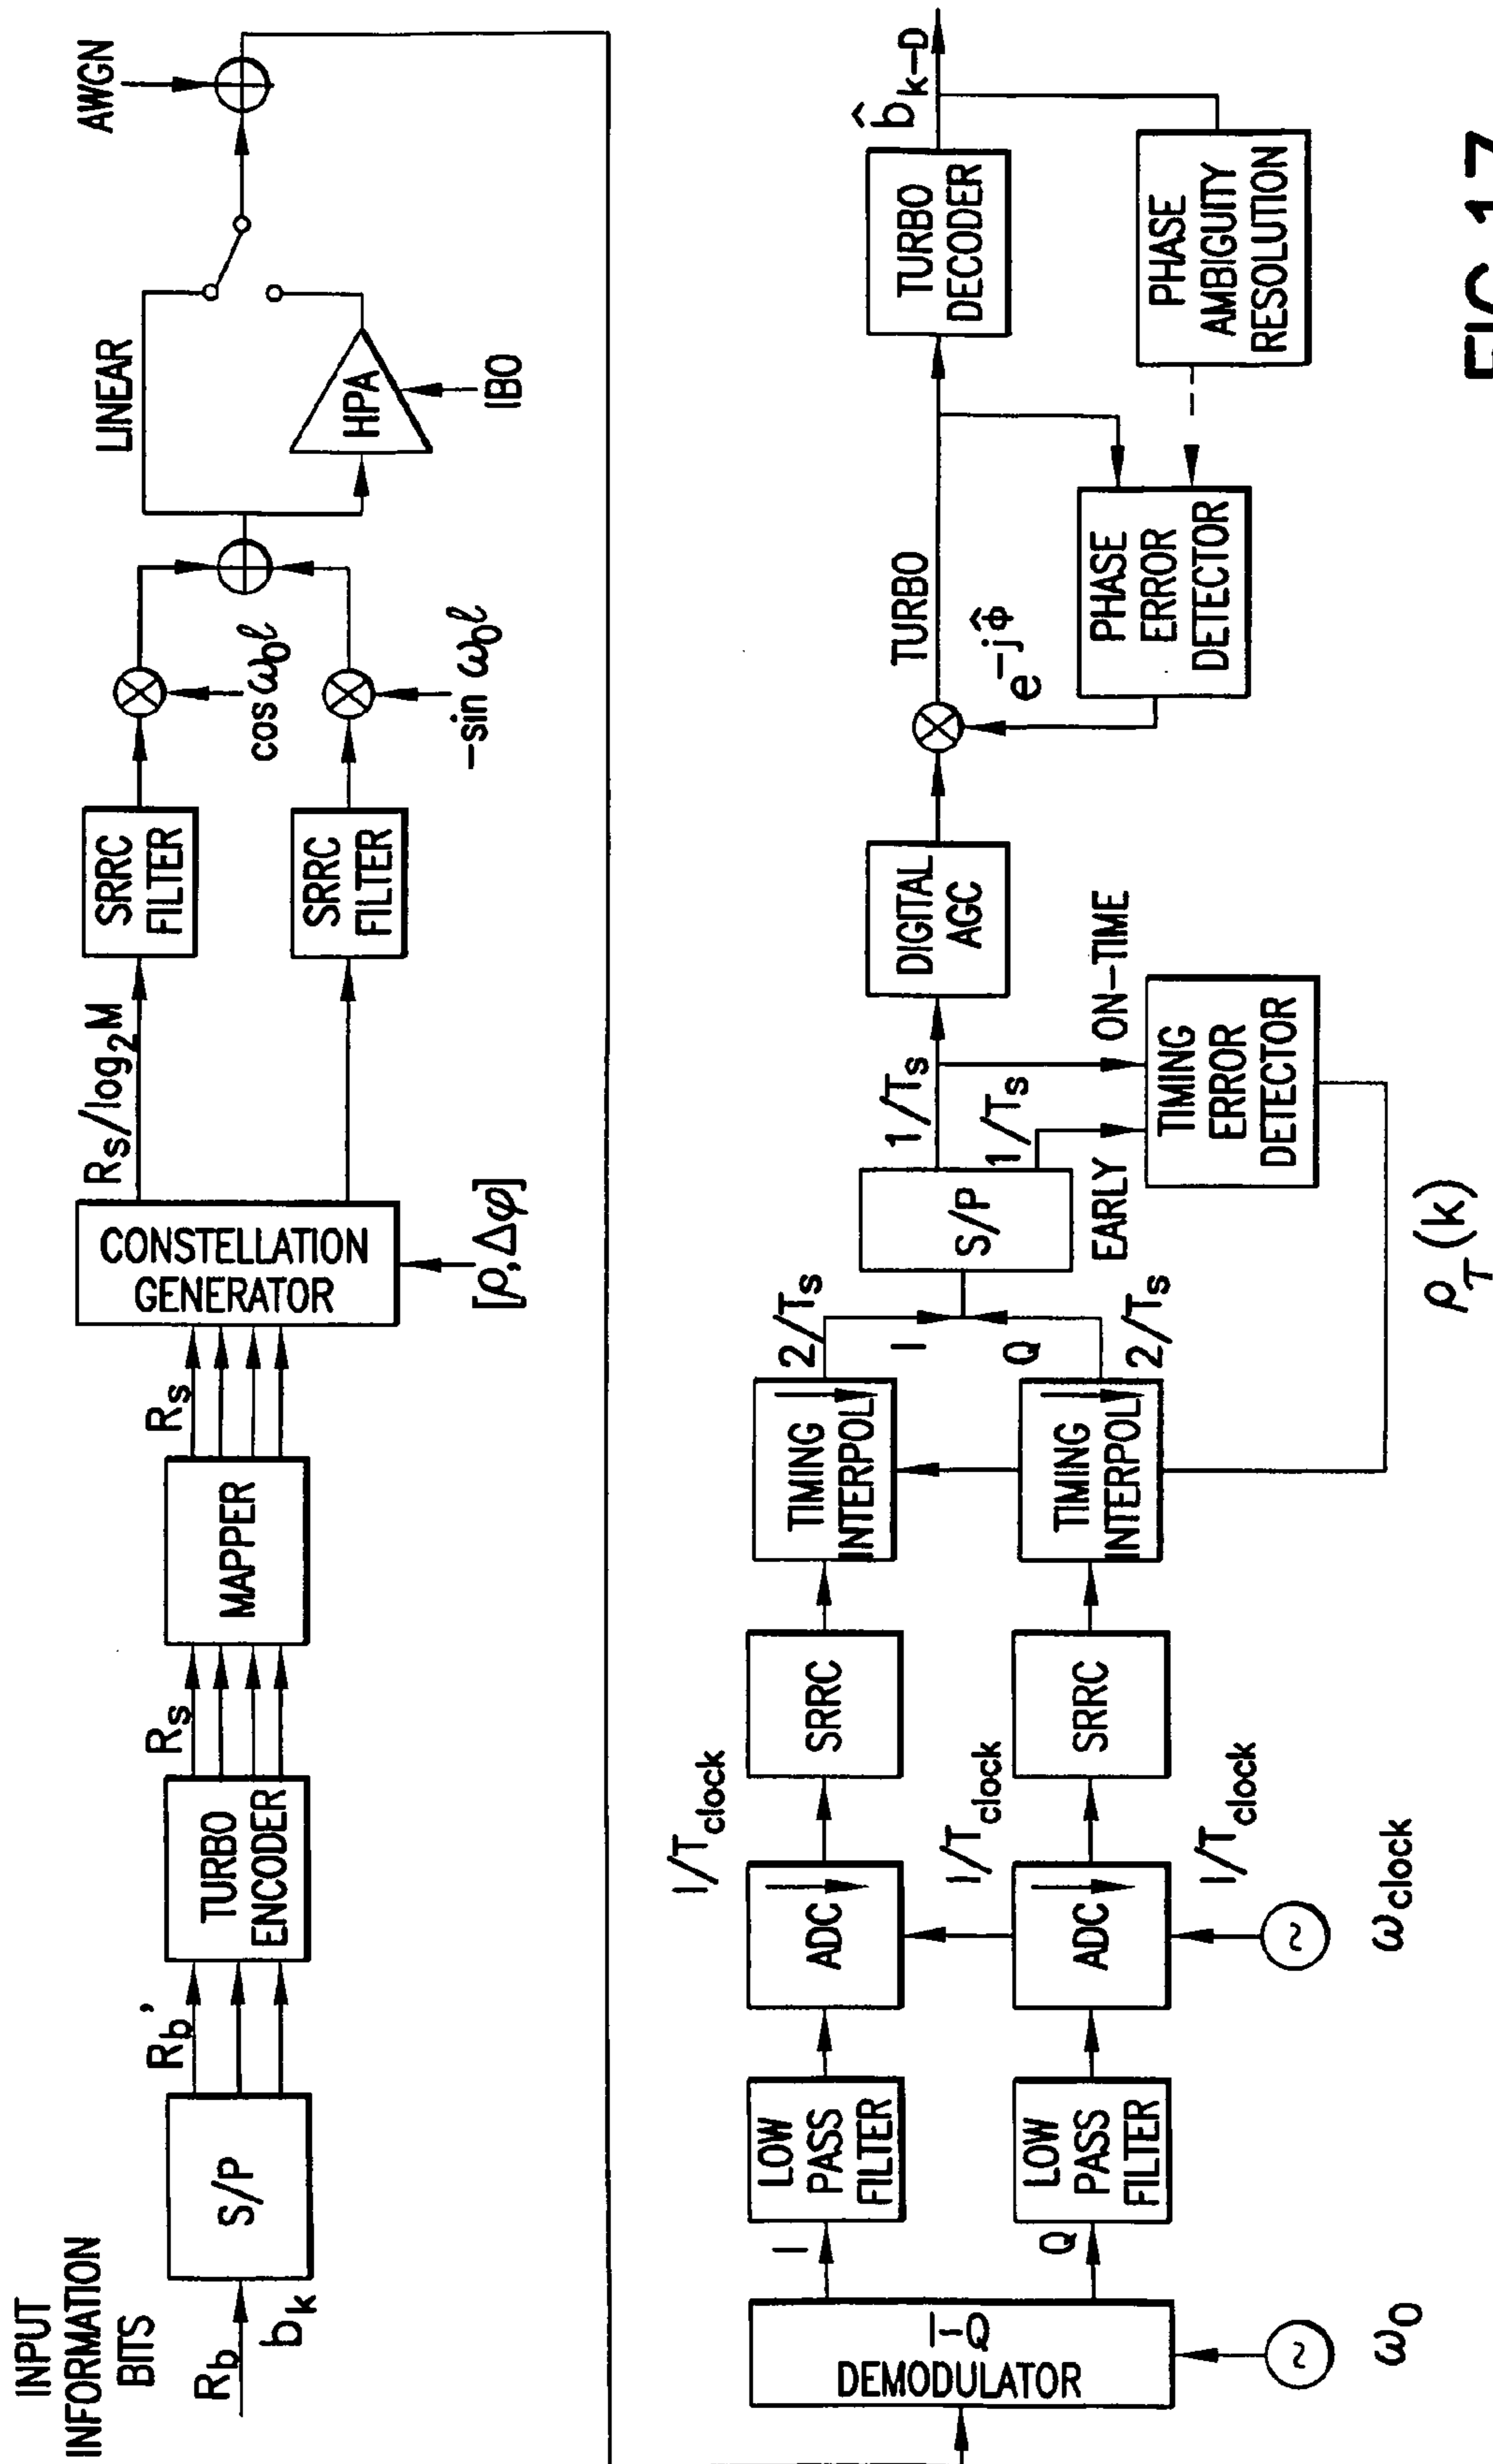 INPUT
INFORMATION
BITS
R_b
b_k
S/P
R_b'
TURBO
ENCODER
R_s
MAPPER
R_s
CONSTELLATION
GENERATOR
[ρ,Δφ]
R_s/log_2M
SRRC
FILTER
SRRC
FILTER
cos ω_0ℓ
-sin ω_0ℓ
LINEAR
HPA
IBO
AWGN
I-Q
DEMODULATOR
ω_0
I
Q
LOW
PASS
FILTER
LOW
PASS
FILTER
ADC
ADC
1/T_clock
1/T_clock
1/T_clock
ω_clock
SRRC
SRRC
TIMING
INTERPOL
TIMING
INTERPOL
2/T_s
I
Q
2/T_s
S/P
1/T_s
1/T_s
EARLY
ON-TIME
TIMING
ERROR
DETECTOR
ρ_τ(k)
DIGITAL
AGC
TURBO
e^-jφ̂
PHASE
ERROR
DETECTOR
TURBO
DECODER
b̂_k-D
PHASE
AMBIGUITY
RESOLUTION
FIG.17